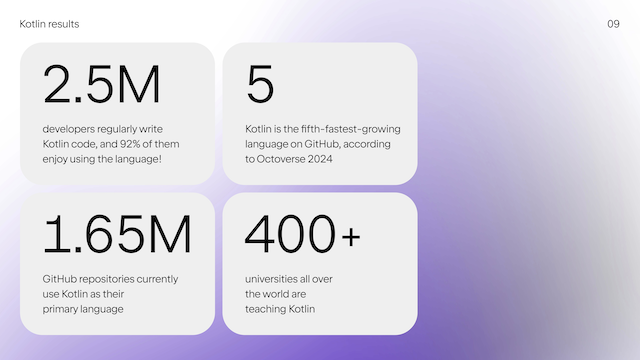 Kotlin results
09
2.5M
developers regularly write
Kotlin code, and 92% of them
enjoy using the language!
5
Kotlin is the fifth-fastest-growing
language on GitHub, according
to Octoverse 2024
1.65M
GitHub repositories currently
use Kotlin as their
primary language
400+
universities all over
the world are
teaching Kotlin